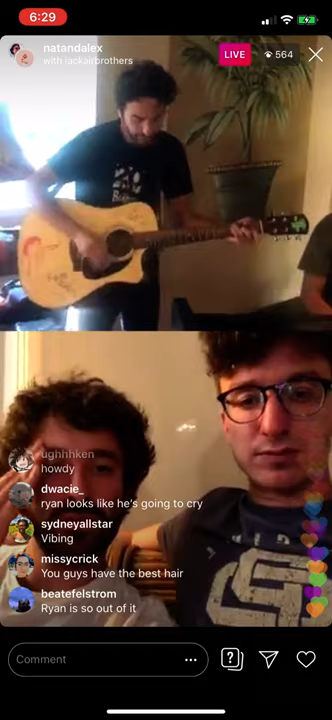 6:29
natandalex
with jackairbrothers
LIVE
564
ughhhken
howdy
dwacie_
ryan looks like he's going to cry
sydneyallstar
Vibing
missycrick
You guys have the best hair
beatefelstrom
Ryan is so out of it
Comment